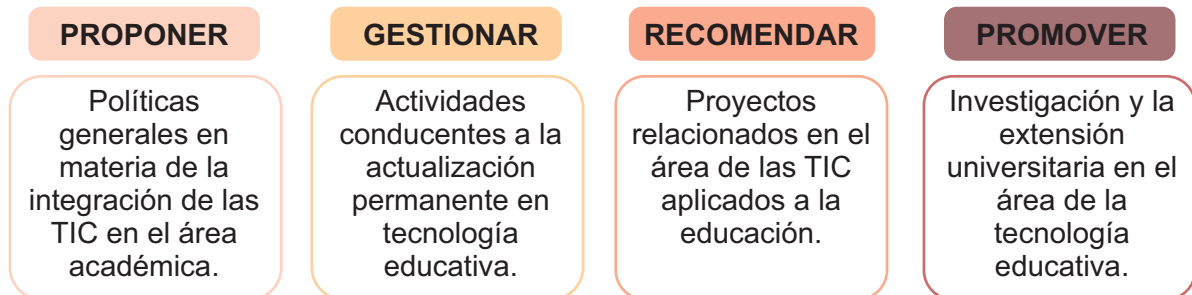 PROPONER
Políticas
generales en
materia de la
integración de las
TIC en el área
académica.
GESTIONAR
Actividades
conducentes a la
actualización
permanente en
tecnología
educativa.
RECOMENDAR
Proyectos
relacionados en el
área de las TIC
aplicados a la
educación.
PROMOVER
Investigación y la
extensión
universitaria en el
área de la
tecnología
educativa.